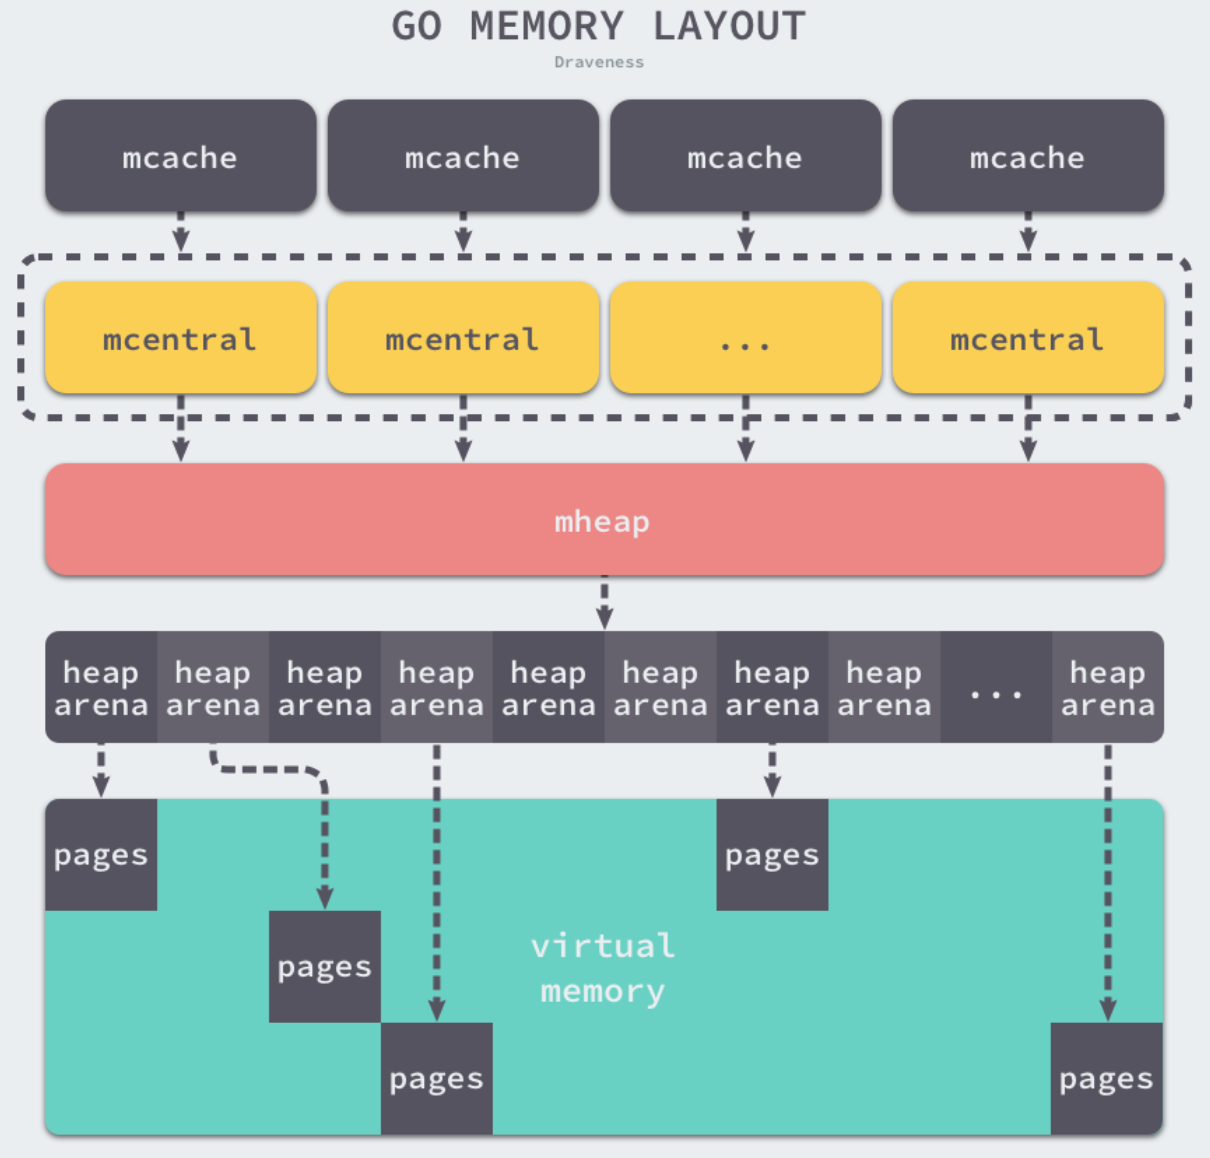 GO MEMORY LAYOUT
Draveness
mcache mcache mcache mcache
mcentral mcentral ... mcentral
mheap
heap heap heap heap heap heap heap heap ... heap
arena arena arena arena arena arena arena arena arena
pages pages
pages
virtual
memory
pages pages